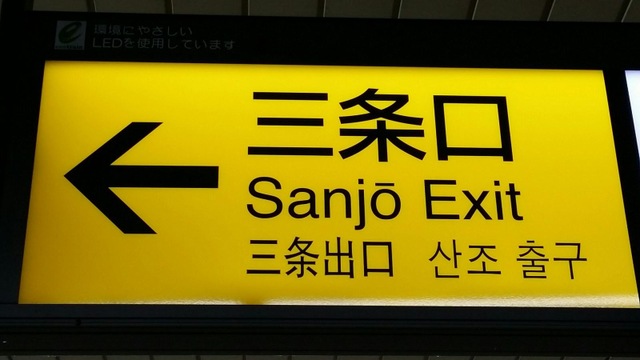 環境にやさしい
LEDを使用しています
三条口
Sanjō Exit
三条出口 산조 출구